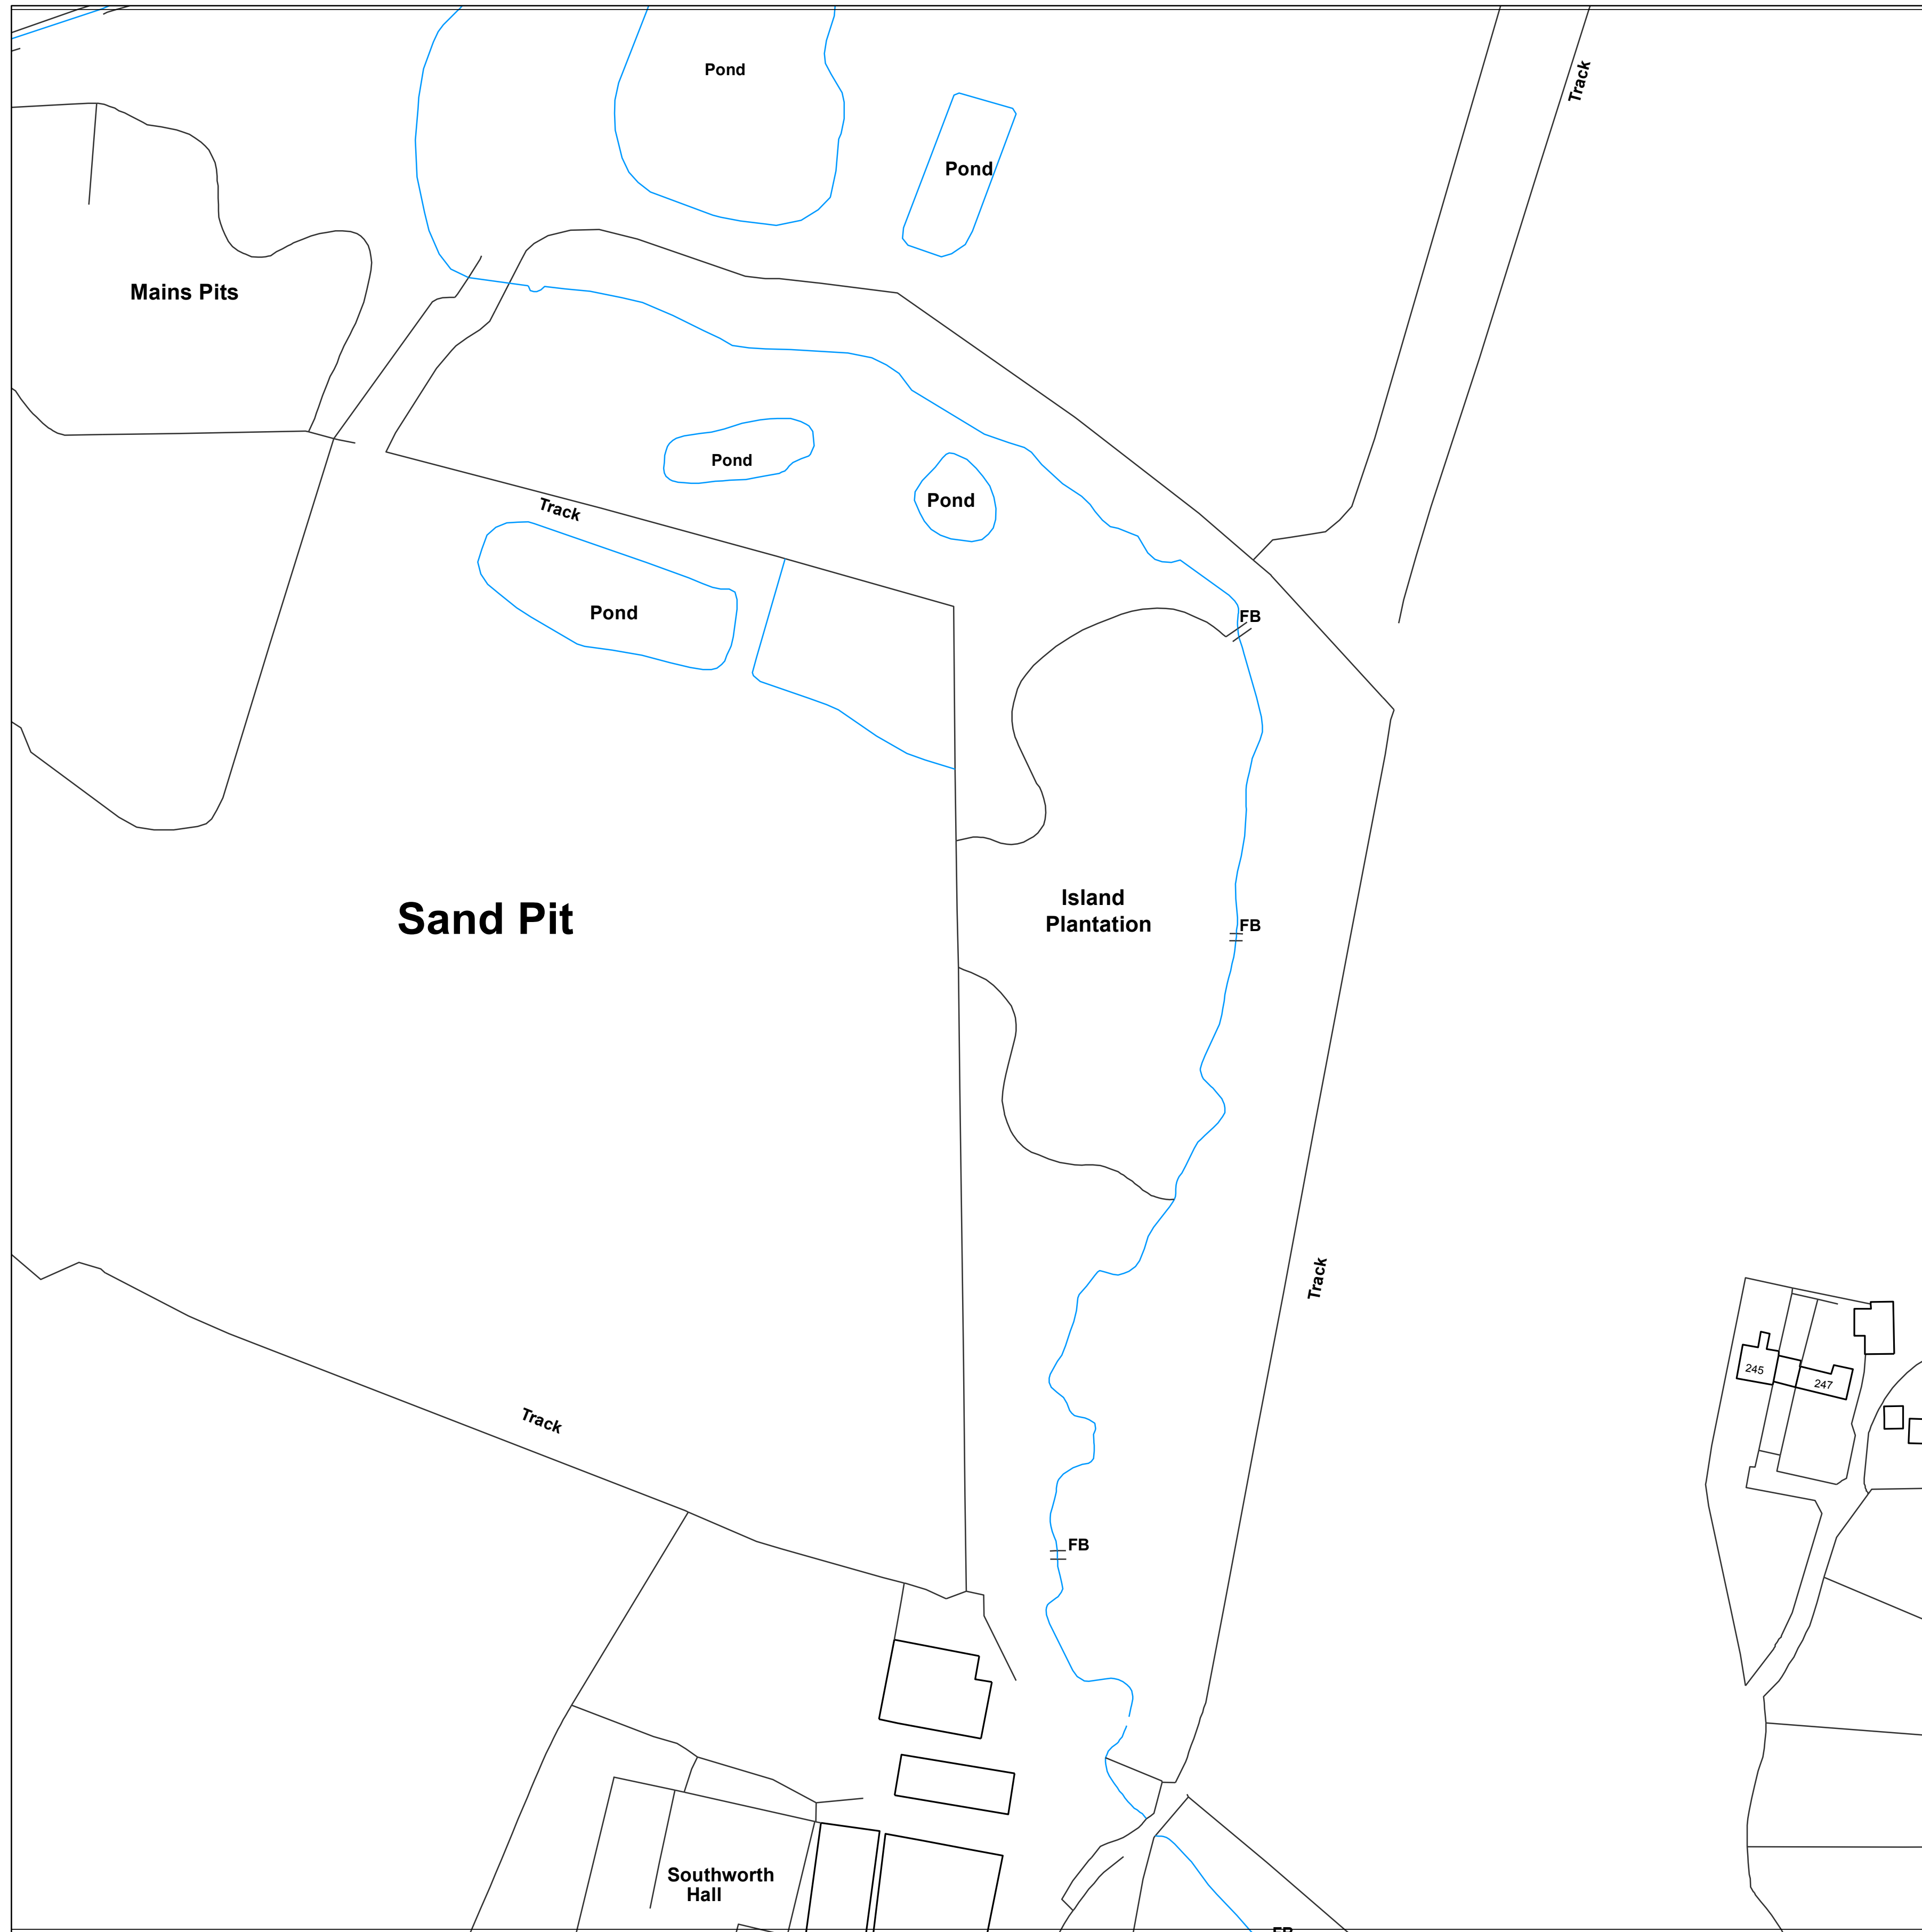 Pond
Track
Pond
Mains Pits
Pond
Pond
Track
Pond
FB
Island
Plantation
Sand Pit
FB
Track
245
247
Track
FB
Southworth
Hall
FB